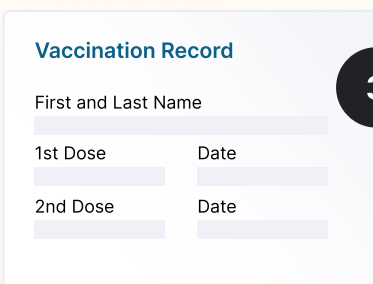 Vaccination Record
First and Last Name
1st Dose Date
2nd Dose Date